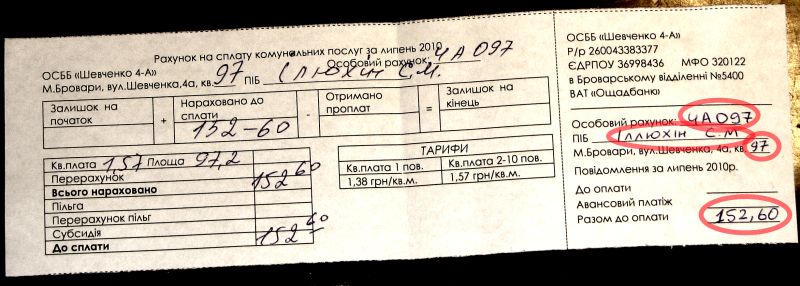 Рахунок на сплату комунальних послуг за липень 2010
ОСББ «Шевченко 4-А» Особовий рахунок 4А097
М.Бровари, вул.Шевченка,4а, кв. 97 ПІБ Іллюхін С.М.
Залишок на початок + Нараховано до сплати - Отримано проплат = Залишок на кінець
152-60
Кв.плата 1,57 Площа 97,2
Перерахунок
Всього нараховано 152 60
Пільга
Перерахунок пільг
Субсидія
До сплати 152 60
ТАРИФИ
Кв.плата 1 пов. Кв.плата 2-10 пов.
1,38 грн/кв.м. 1,57 грн/кв.м.
ОСББ «Шевченко 4-А»
Р/р 260043383377
ЄДРПОУ 36998436 МФО 320122
в Броварському відділенні №5400
ВАТ «Ощадбанк»
Особовий рахунок: 4А097
ПІБ Іллюхін С.М
М.Бровари, вул.Шевченка, 4а, кв. 97
Повідомлення за липень 2010р.
До оплати
Авансовий платіж
Разом до оплати 152,60